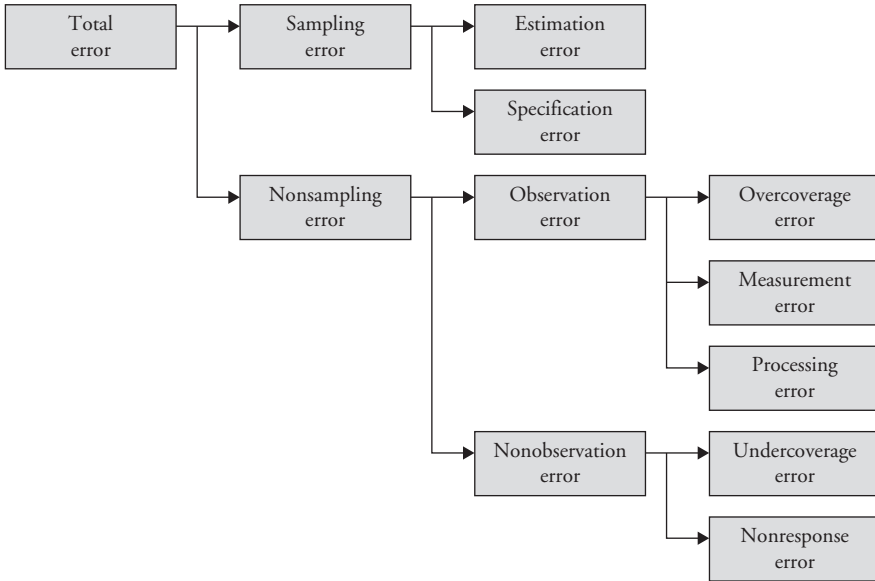 Total
error
Sampling
error
Estimation
error
Specification
error
Nonsampling
error
Observation
error
Overcoverage
error
Measurement
error
Processing
error
Nonobservation
error
Undercoverage
error
Nonresponse
error